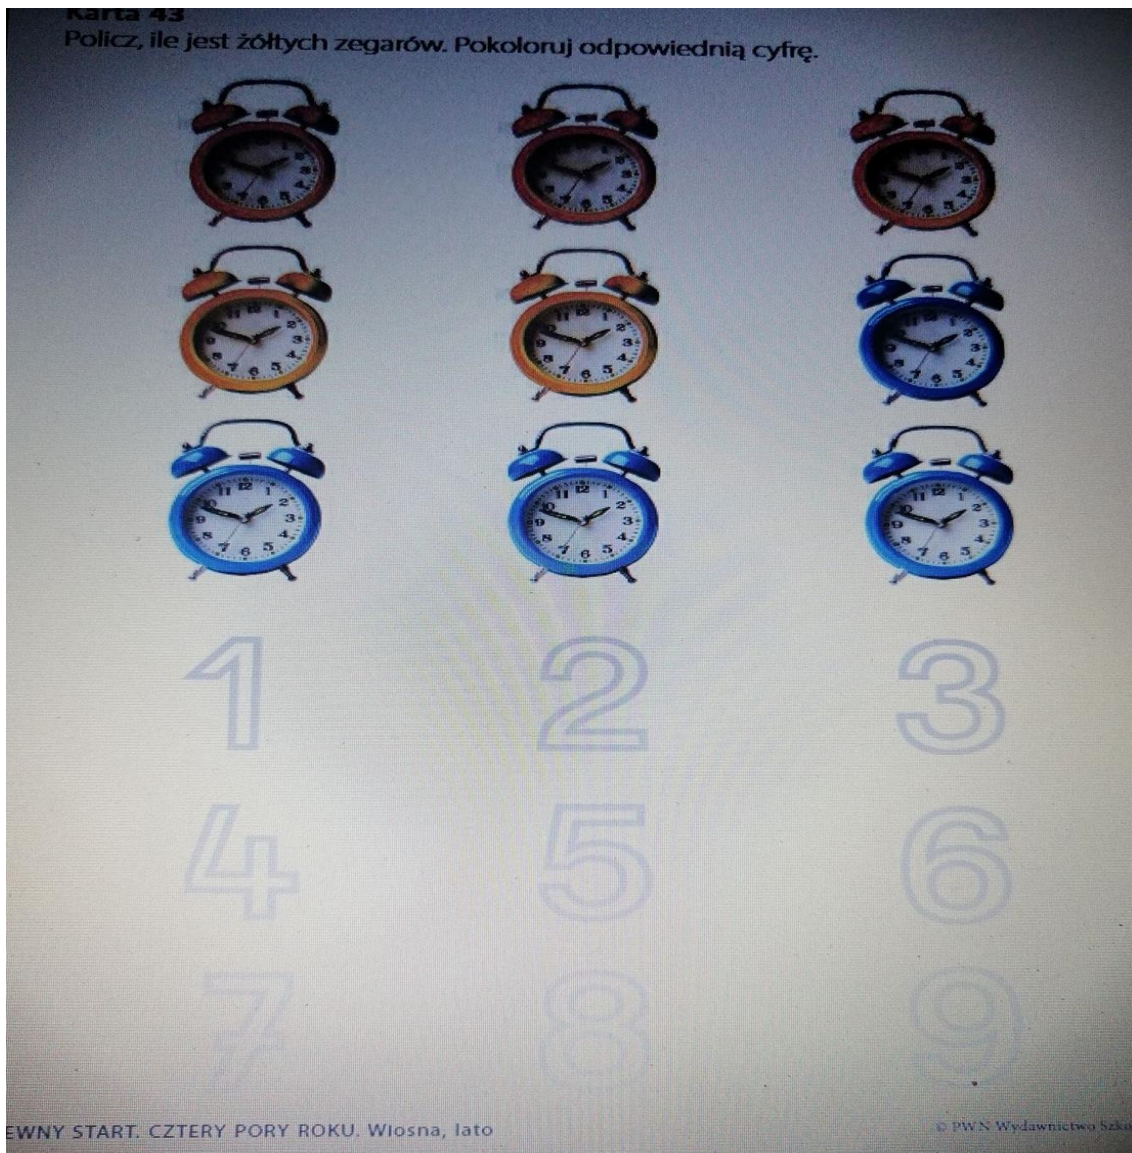 Karta 43
Policz, ile jest żółtych zegarów. Pokoloruj odpowiednią cyfrę.
1 2 3
4 5 6
7 8 9
EWNY START. CZTERY PORY ROKU. Wiosna, lato
© PWN Wydawnictwo Szko